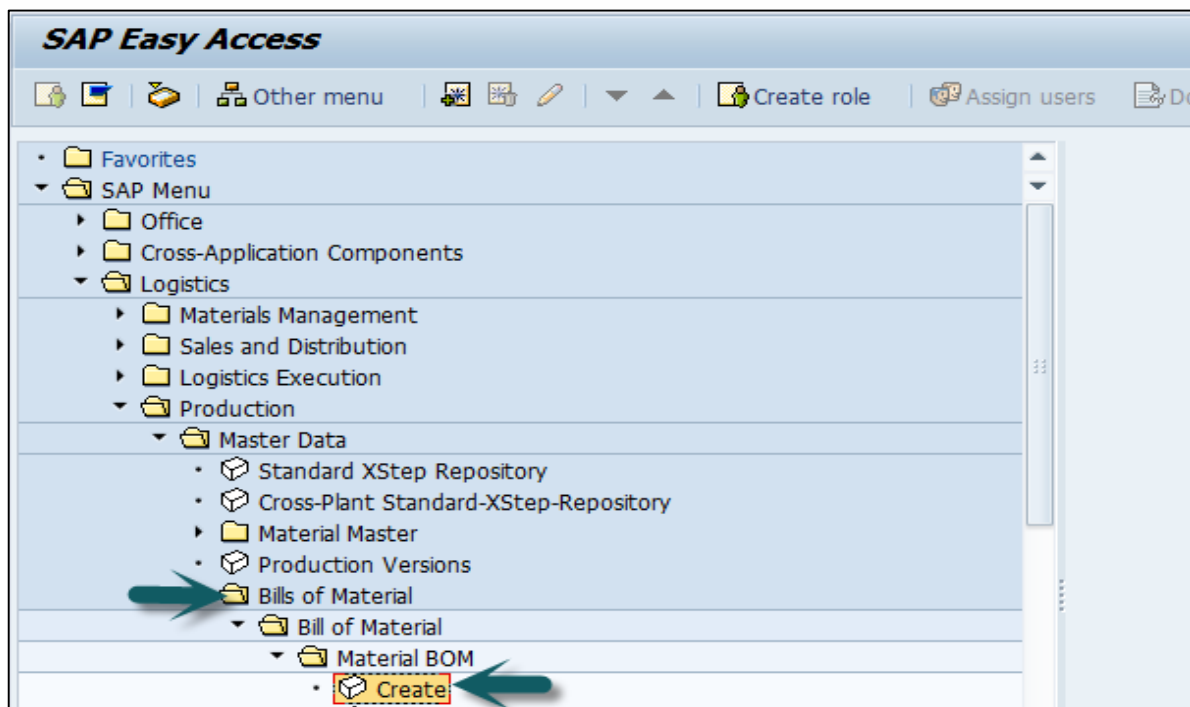 SAP Easy Access
Other menu Create role Assign users Do
Favorites
SAP Menu
Office
Cross-Application Components
Logistics
Materials Management
Sales and Distribution
Logistics Execution
Production
Master Data
Standard XStep Repository
Cross-Plant Standard-XStep-Repository
Material Master
Production Versions
Bills of Material
Bill of Material
Material BOM
Create